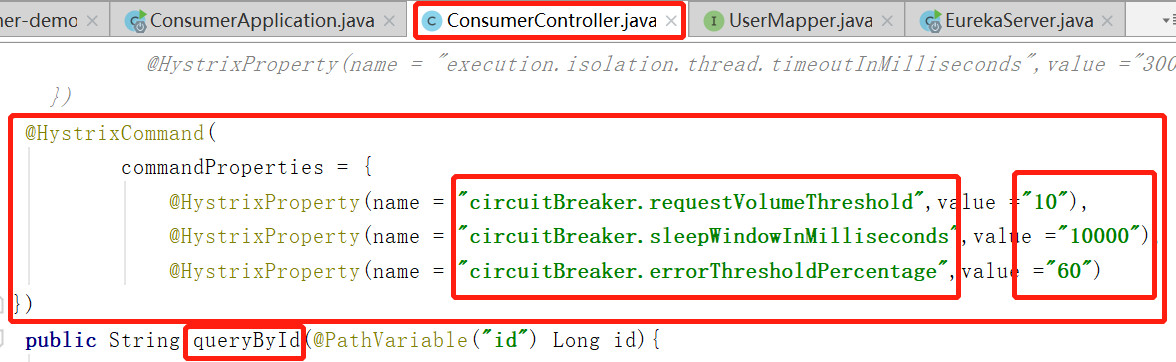 ner-demo × ConsumerApplication.java × ConsumerController.java × UserMapper.java × EurekaServer.java ×
@HystrixProperty(name = "execution.isolation.thread.timeoutInMilliseconds",value ="300
})
@HystrixCommand(
commandProperties = {
@HystrixProperty(name = "circuitBreaker.requestVolumeThreshold",value ="10"),
@HystrixProperty(name = "circuitBreaker.sleepWindowInMilliseconds",value ="10000"),
@HystrixProperty(name = "circuitBreaker.errorThresholdPercentage",value ="60")
})
public String queryById(@PathVariable("id") Long id){